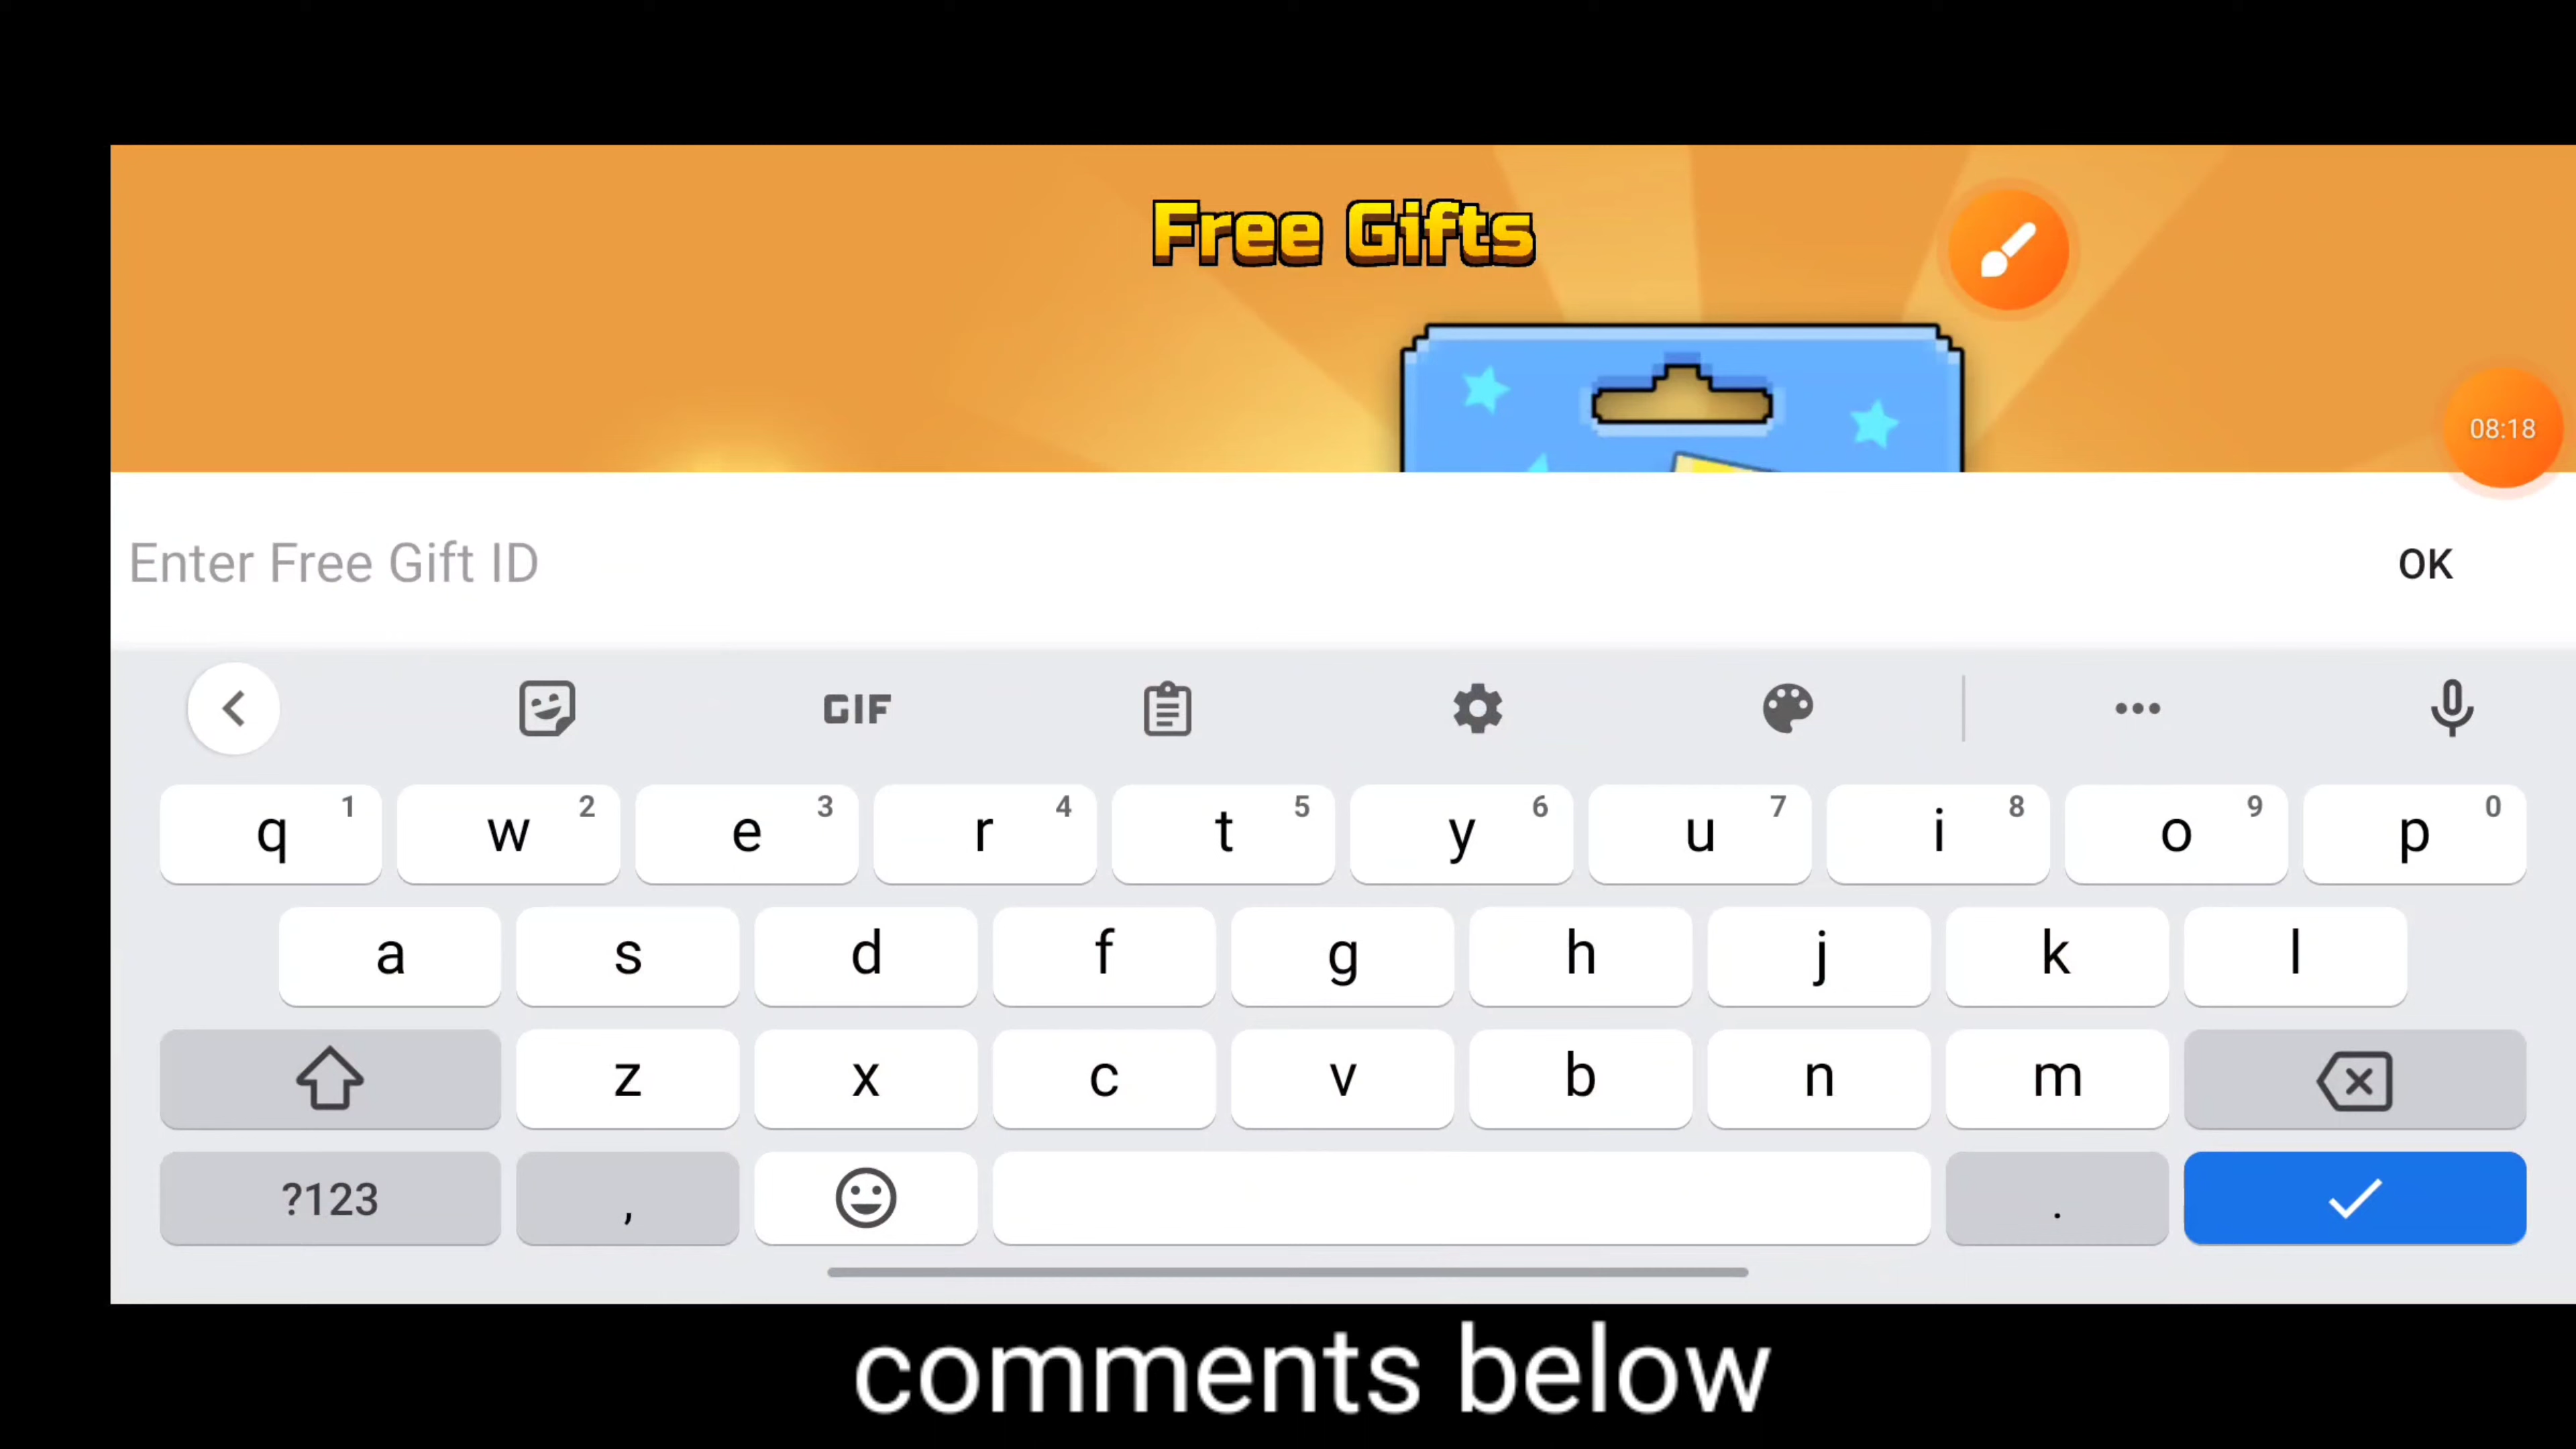 Free Gifts
08:18
Enter Free Gift ID OK
GIF
q 1 w 2 e 3 r 4 t 5 y 6 u 7 i 8 o 9 p 0
a s d f g h j k l
z x c v b n m
?123 , .
comments below